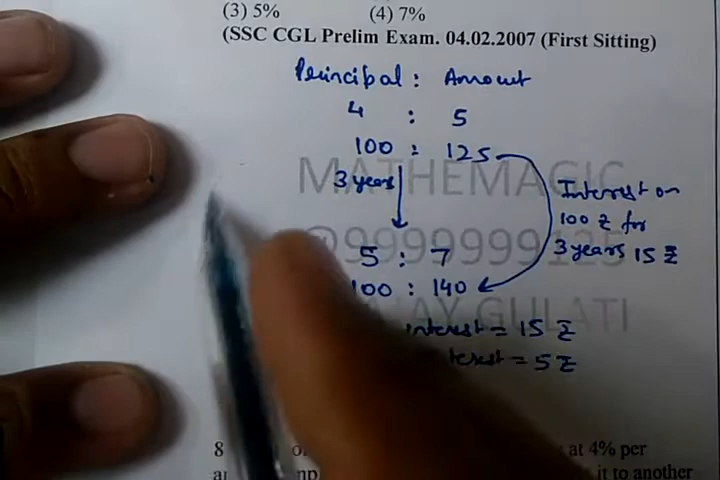 (3) 5% (4) 7%
(SSC CGL Prelim Exam. 04.02.2007 (First Sitting)
Principal : Amount
4 : 5
100 : 125
MATHEMAGIC
3 years
Interest on
100 ₹ for
3 years 15 ₹
5 : 7
100 : 140
GULATI
interest = 15 ₹
= 5 ₹
8 at 4% per
it to another